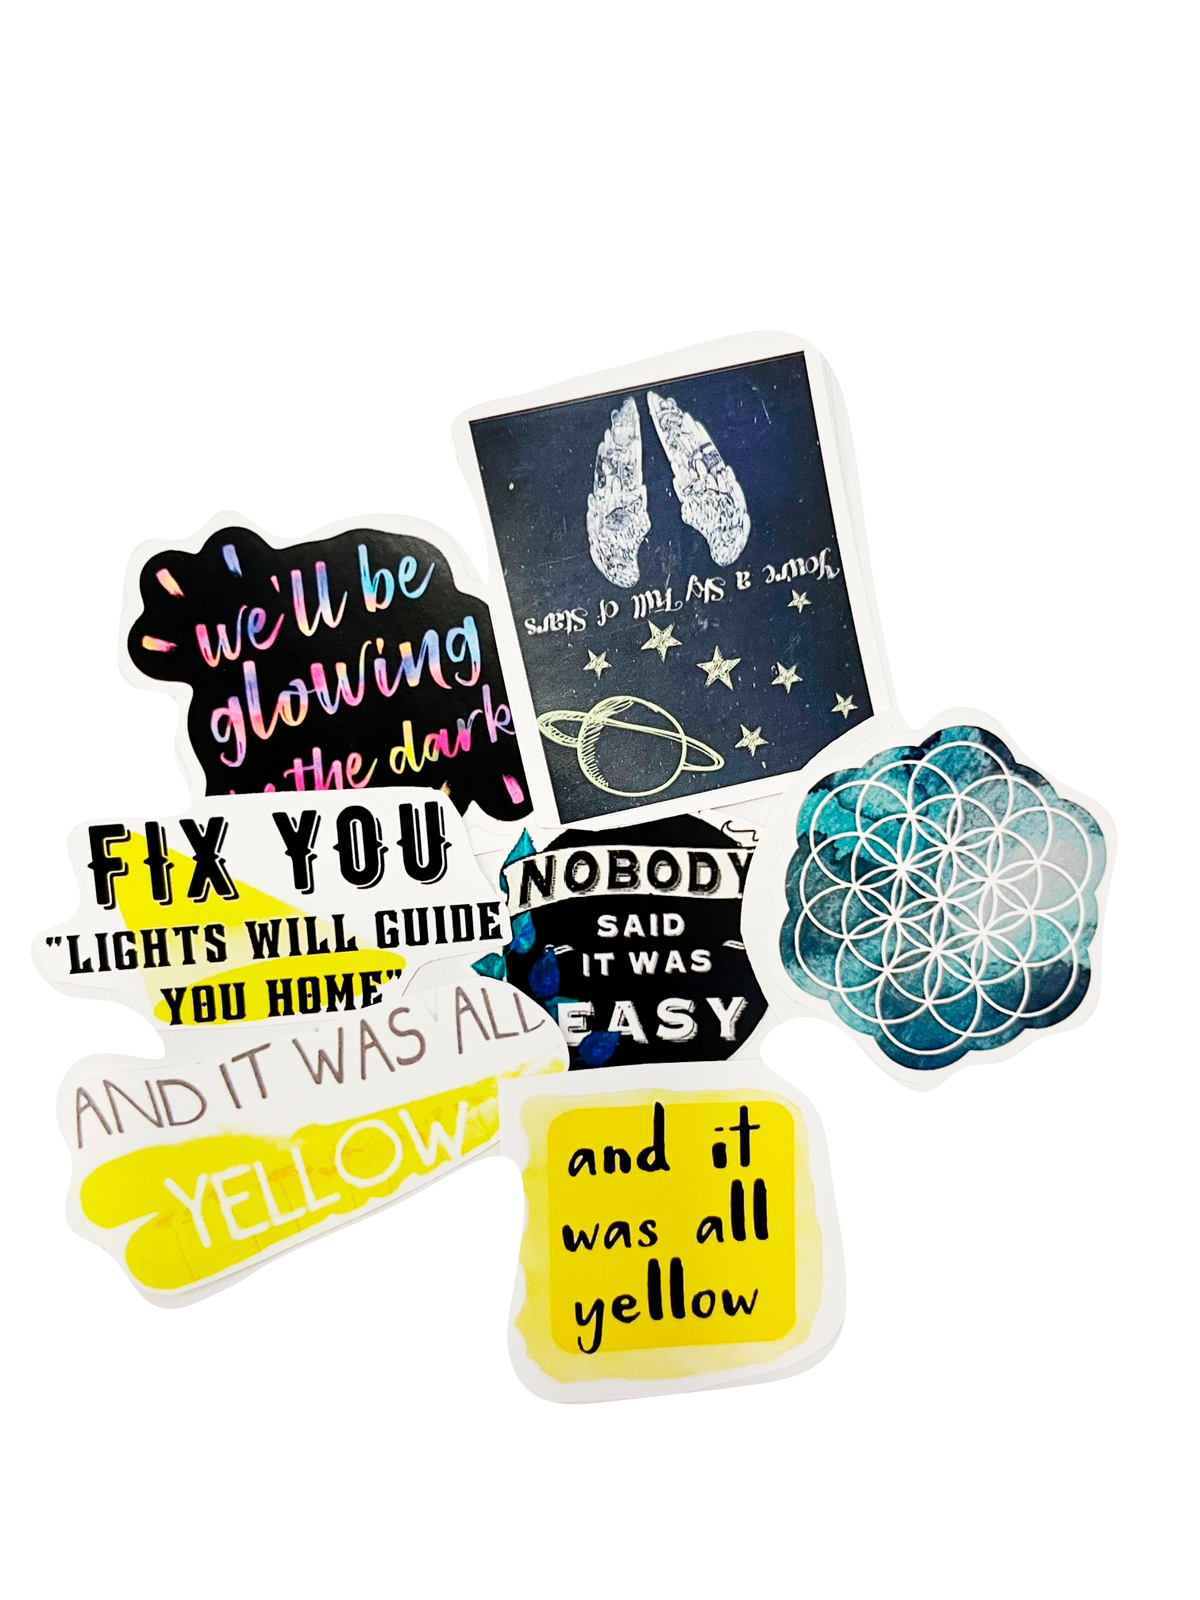 You're a Sky Full of Stars
we'll be
glowing
the dark
FIX YOU
"LIGHTS WILL GUIDE
YOU HOME"
NOBODY
SAID
IT WAS
EASY
AND IT WAS ALL
YELLOW
and it
was all
yellow